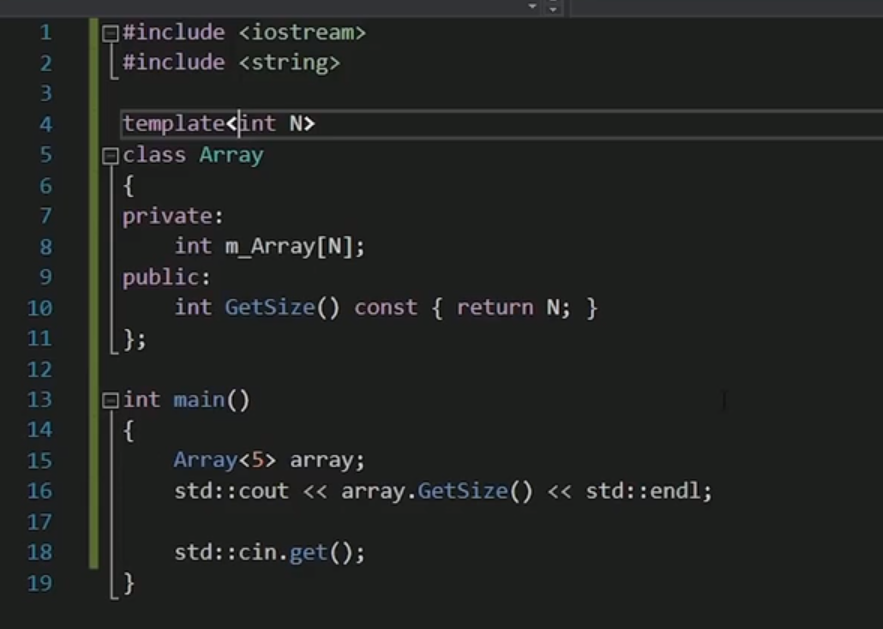 1 #include <iostream>
2 #include <string>
3
4 template<int N>
5 class Array
6 {
7 private:
8     int m_Array[N];
9 public:
10     int GetSize() const { return N; }
11 };
12
13 int main()
14 {
15     Array<5> array;
16     std::cout << array.GetSize() << std::endl;
17
18     std::cin.get();
19 }